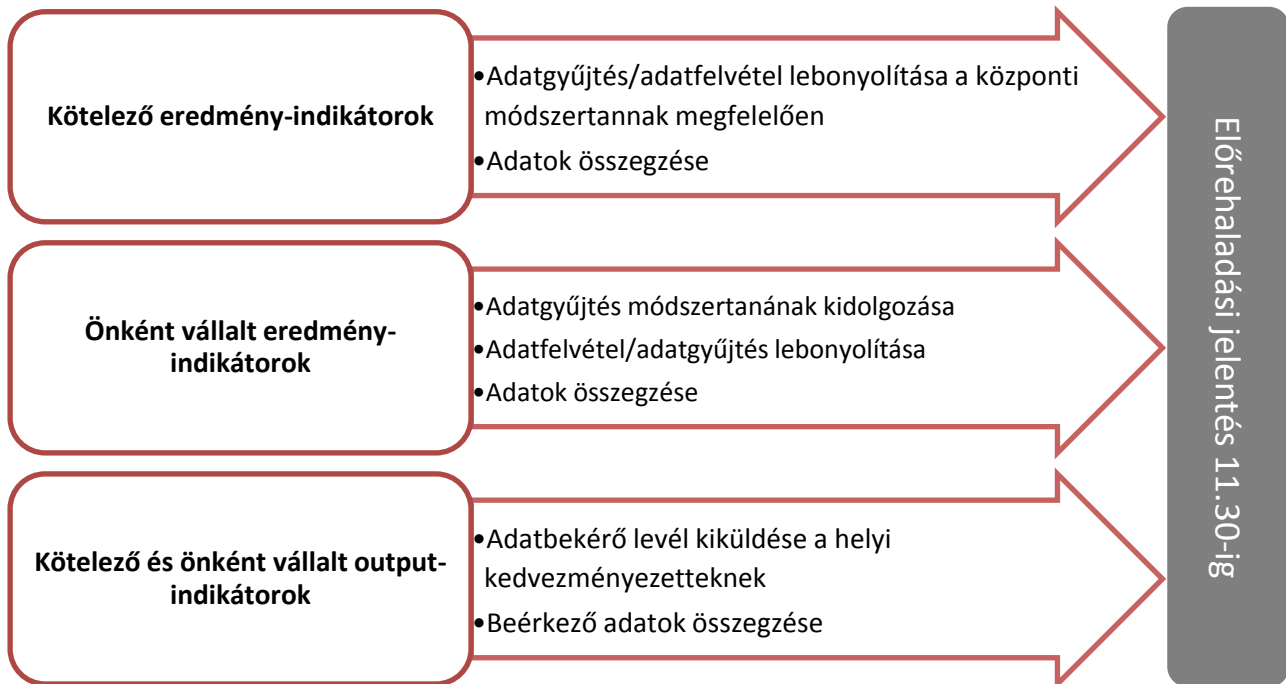 Kötelező eredmény-indikátorok
•Adatgyűjtés/adatfelvétel lebonyolítása a központi
módszertannak megfelelően
•Adatok összegzése
Önként vállalt eredmény-
indikátorok
•Adatgyűjtés módszertanának kidolgozása
•Adatfelvétel/adatgyűjtés lebonyolítása
•Adatok összegzése
Kötelező és önként vállalt output-
indikátorok
•Adatbekérő levél kiküldése a helyi
kedvezményezetteknek
•Beérkező adatok összegzése
Előrehaladási jelentés 11.30-ig